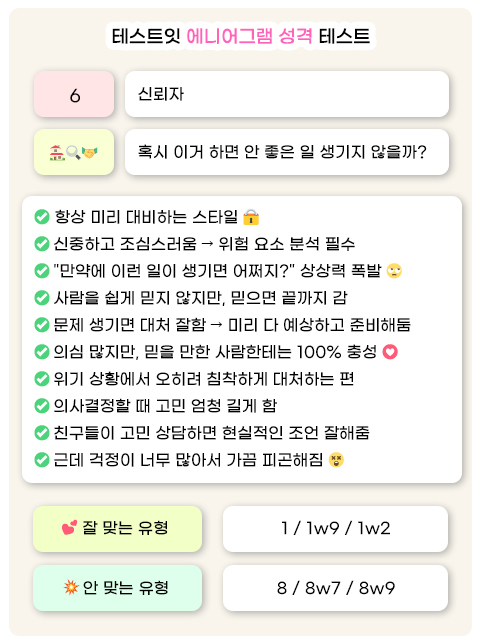 테스트잇 에니어그램 성격 테스트
6
신뢰자
혹시 이거 하면 안 좋은 일 생기지 않을까?
항상 미리 대비하는 스타일
신중하고 조심스러움 → 위험 요소 분석 필수
"만약에 이런 일이 생기면 어쩌지?" 상상력 폭발
사람을 쉽게 믿지 않지만, 믿으면 끝까지 감
문제 생기면 대처 잘함 → 미리 다 예상하고 준비해둠
의심 많지만, 믿을 만한 사람한테는 100% 충성
위기 상황에서 오히려 침착하게 대처하는 편
의사결정할 때 고민 엄청 길게 함
친구들이 고민 상담하면 현실적인 조언 잘해줌
근데 걱정이 너무 많아서 가끔 피곤해짐
잘 맞는 유형
1 / 1w9 / 1w2
안 맞는 유형
8 / 8w7 / 8w9